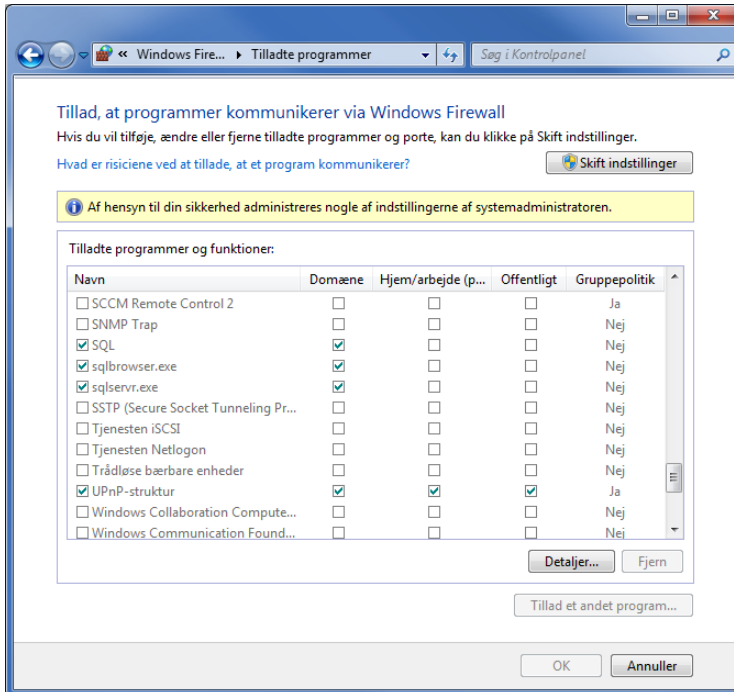 « Windows Fire... ▸ Tilladte programmer Søg i Kontrolpanel
Tillad, at programmer kommunikerer via Windows Firewall
Hvis du vil tilføje, ændre eller fjerne tilladte programmer og porte, kan du klikke på Skift indstillinger.
Hvad er risiciene ved at tillade, at et program kommunikerer? Skift indstillinger
Af hensyn til din sikkerhed administreres nogle af indstillingerne af systemadministratoren.
Tilladte programmer og funktioner:
Navn Domæne Hjem/arbejde (p... Offentligt Gruppepolitik
SCCM Remote Control 2 Ja
SNMP Trap Nej
SQL Nej
sqlbrowser.exe Nej
sqlservr.exe Nej
SSTP (Secure Socket Tunneling Pr... Nej
Tjenesten iSCSI Nej
Tjenesten Netlogon Nej
Trådløse bærbare enheder Nej
UPnP-struktur Ja
Windows Collaboration Compute... Nej
Windows Communication Found... Nej
Detaljer... Fjern
Tillad et andet program...
OK Annuller